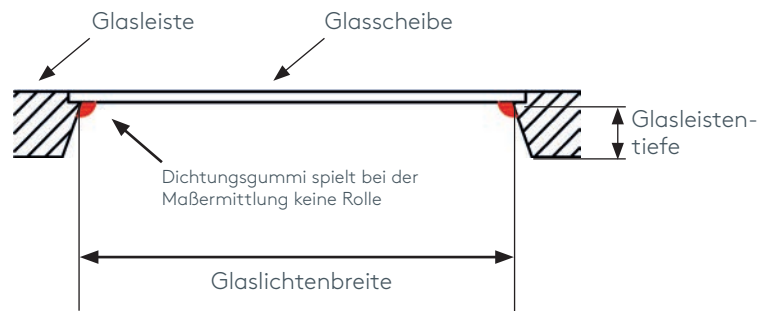 Glasleiste
Glasscheibe
Glasleisten-
tiefe
Dichtungsgummi spielt bei der
Maßermittlung keine Rolle
Glaslichtenbreite